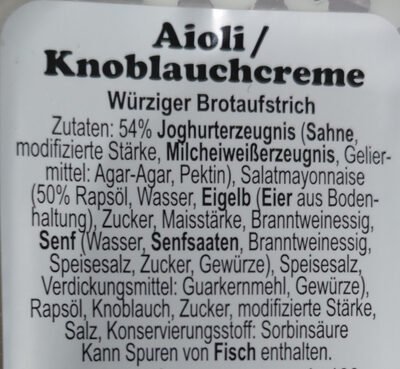 Aioli /
Knoblauchcreme
Würziger Brotaufstrich
Zutaten: 54% Joghurterzeugnis (Sahne,
modifizierte Stärke, Milcheiweißerzeugnis, Gelier-
mittel: Agar-Agar, Pektin), Salatmayonnaise
(50% Rapsöl, Wasser, Eigelb (Eier aus Boden-
haltung), Zucker, Maisstärke, Branntweinessig,
Senf (Wasser, Senfsaaten, Branntweinessig,
Speisesalz, Zucker, Gewürze), Speisesalz,
Verdickungsmittel: Guarkernmehl, Gewürze),
Rapsöl, Knoblauch, Zucker, modifizierte Stärke,
Salz, Konservierungsstoff: Sorbinsäure
Kann Spuren von Fisch enthalten.